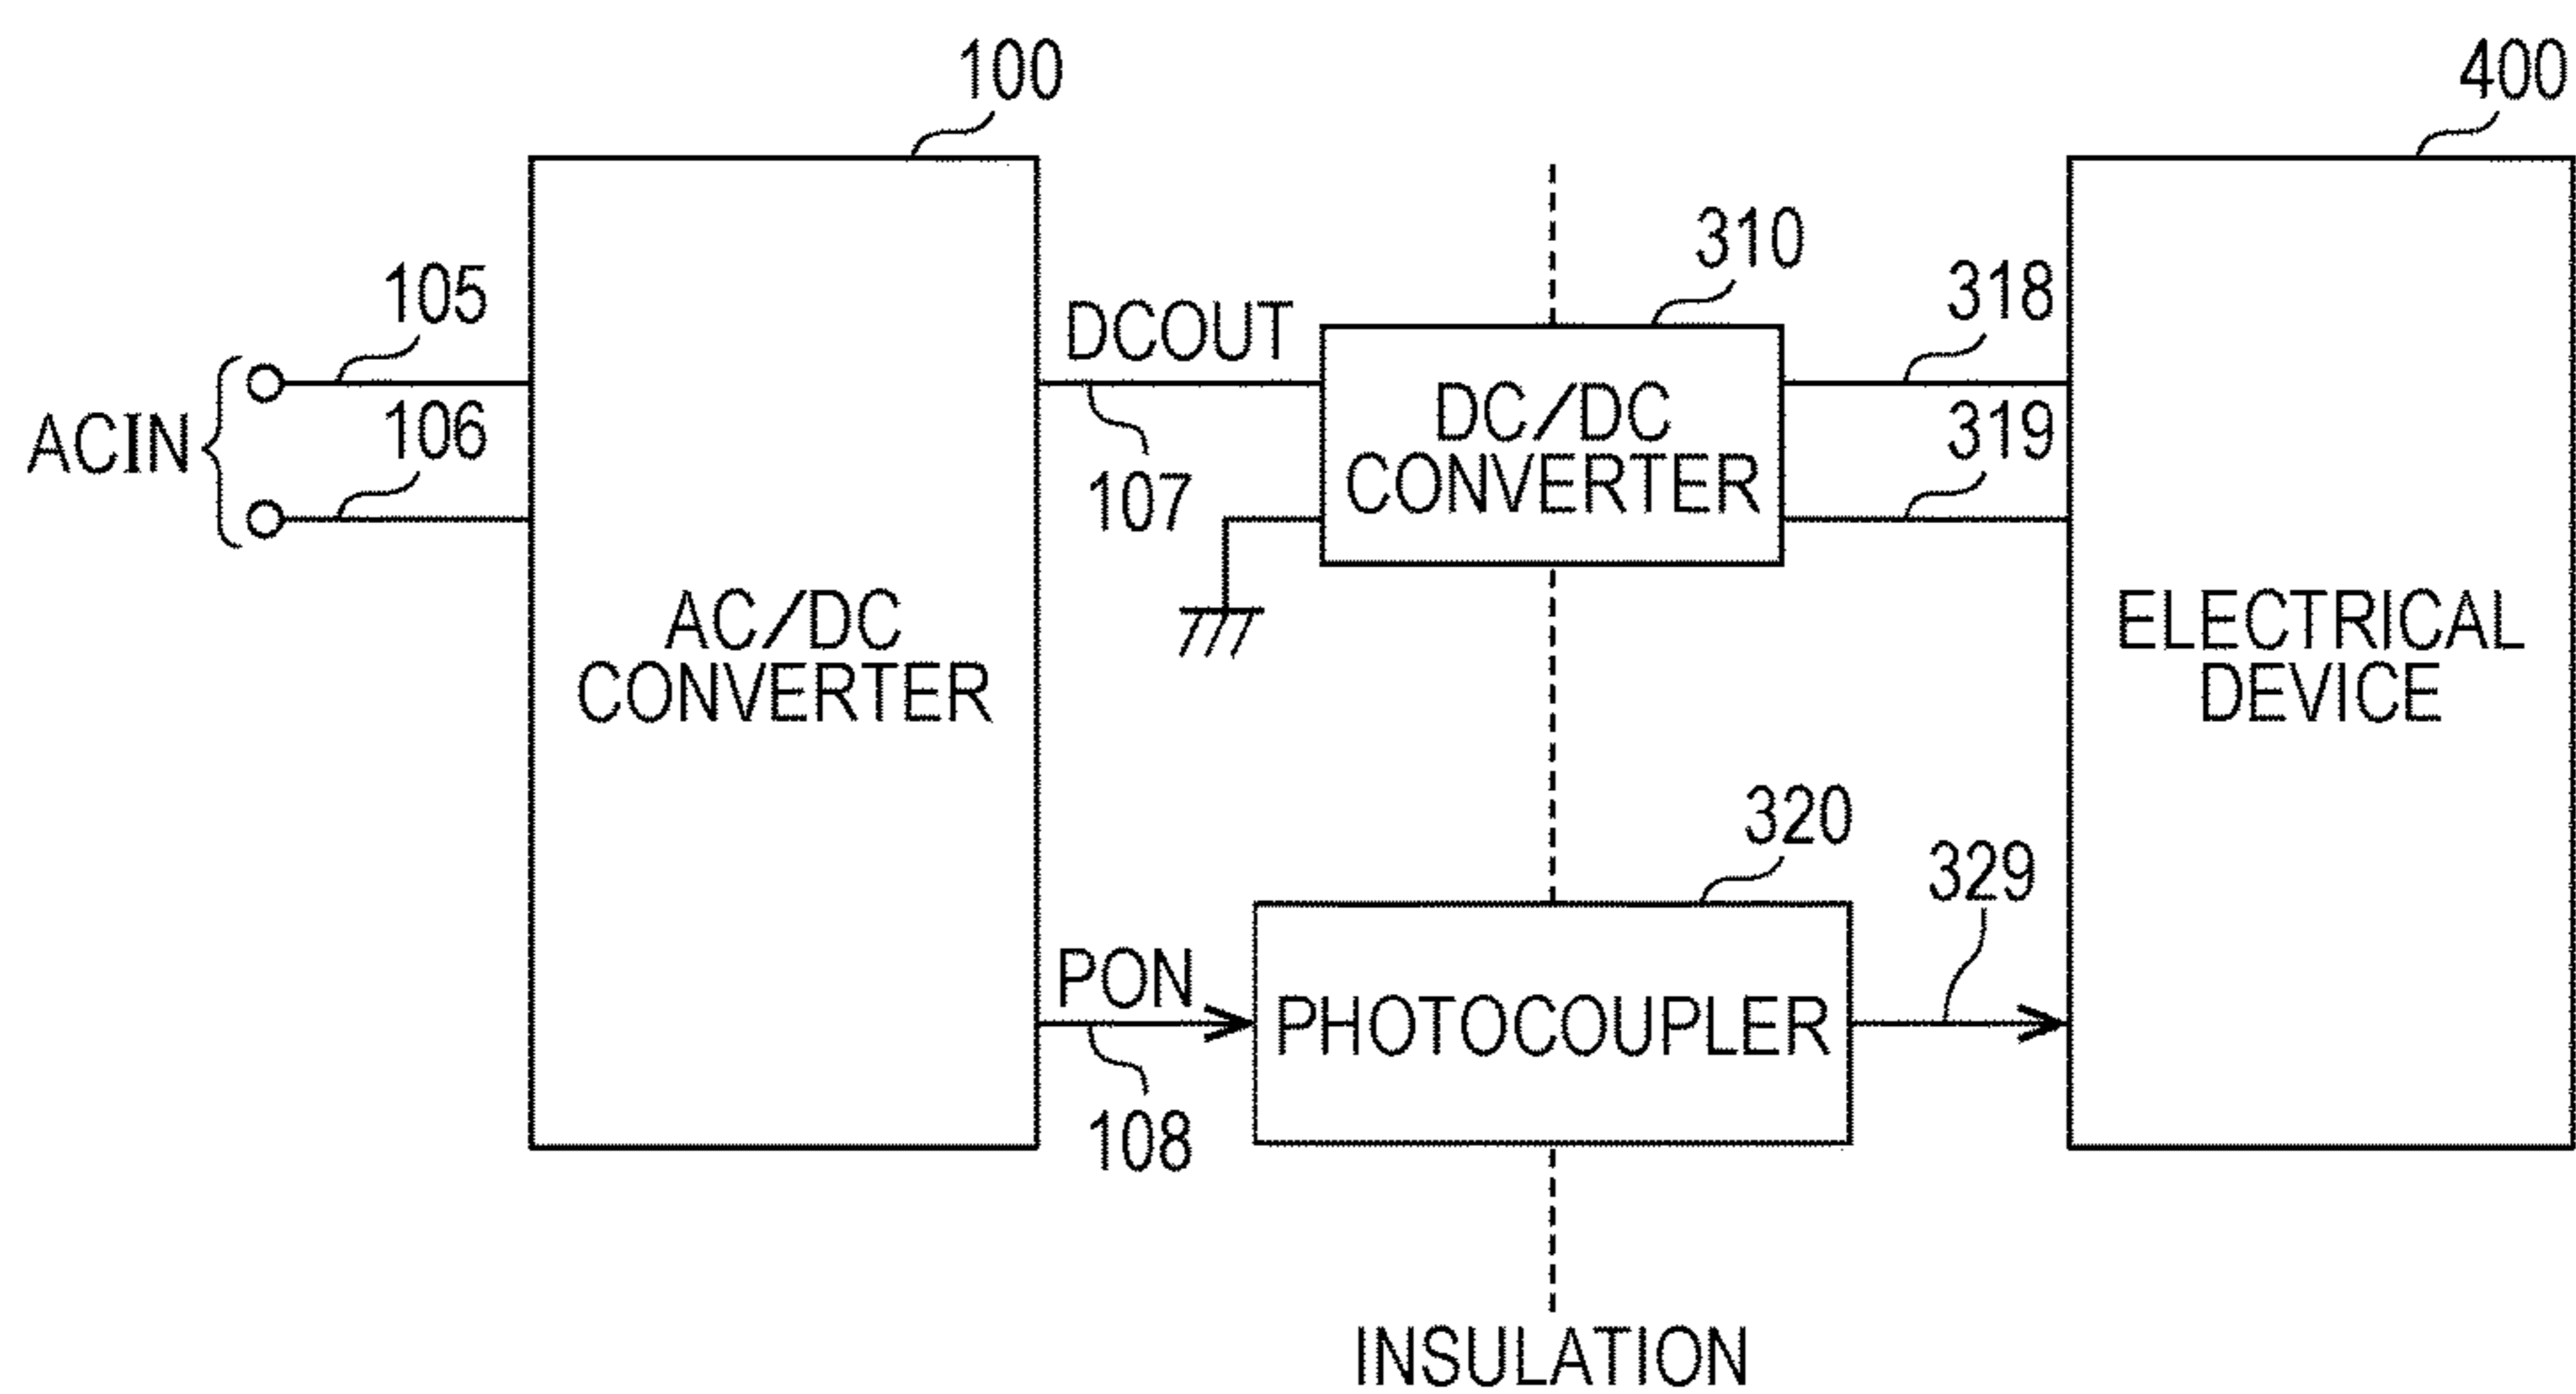 100
400
310
105
318
DCOUT
106
319
ACIN
DC/DC
CONVERTER
107
AC/DC
CONVERTER
ELECTRICAL
DEVICE
320
329
PON
PHOTOCOUPLER
108
INSULATION